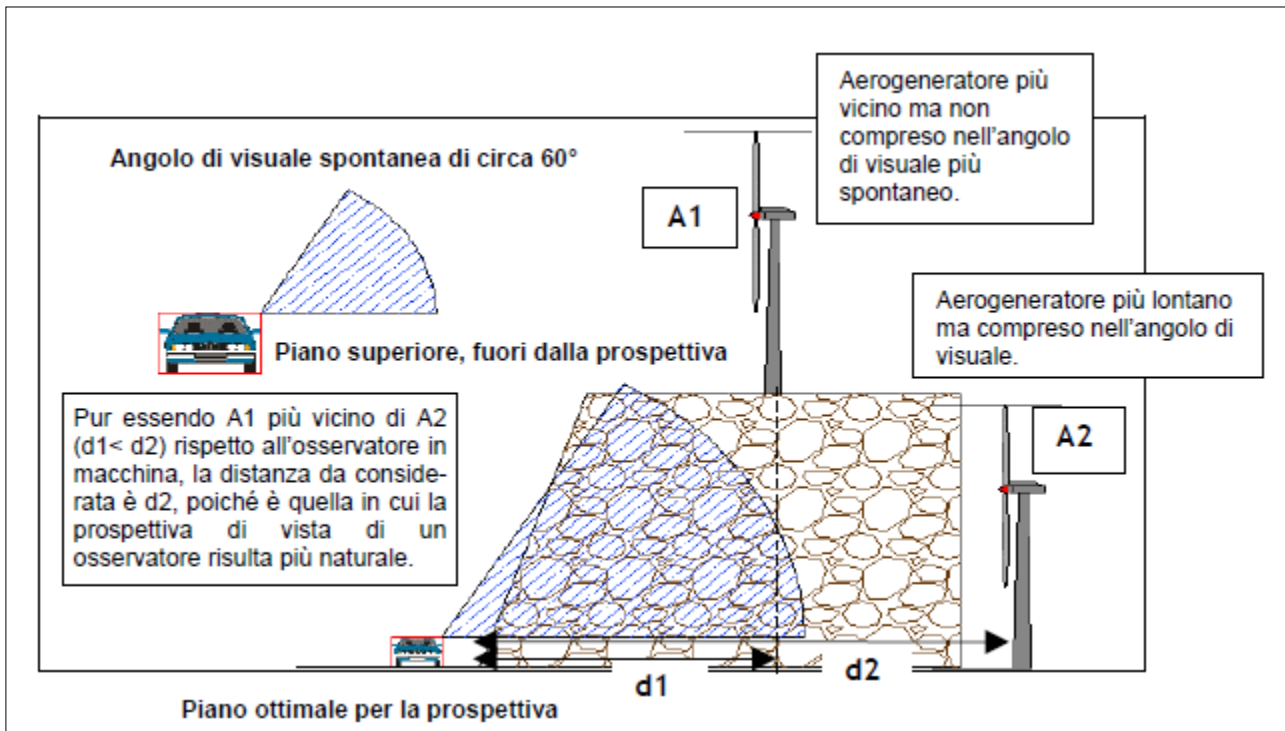 Aerogeneratore più
vicino ma non
compreso nell'angolo
di visuale più
spontaneo.
Angolo di visuale spontanea di circa 60°
A1
Aerogeneratore più lontano
ma compreso nell'angolo di
visuale.
Piano superiore, fuori dalla prospettiva
Pur essendo A1 più vicino di A2
(d1< d2) rispetto all'osservatore in
macchina, la distanza da conside-
rata è d2, poiché è quella in cui la
prospettiva di vista di un
osservatore risulta più naturale.
A2
d1
d2
Piano ottimale per la prospettiva